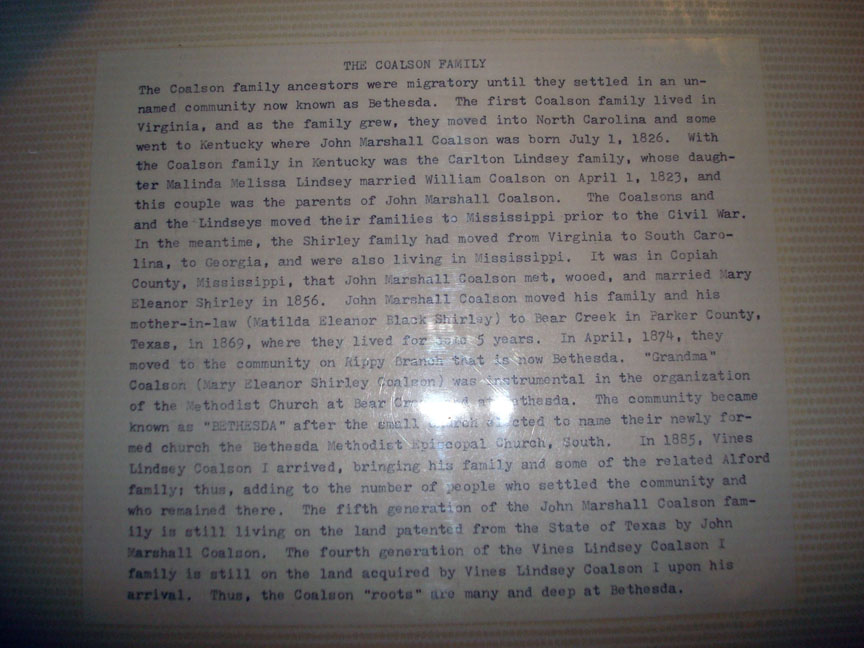 THE COALSON FAMILY
The Coalson family ancestors were migratory until they settled in an un-
named community now known as Bethesda. The first Coalson family lived in
Virginia, and as the family grew, they moved into North Carolina and some
went to Kentucky where John Marshall Coalson was born July 1, 1826. With
the Coalson family in Kentucky was the Carlton Lindsey family, whose daugh-
ter Malinda Melissa Lindsey married William Coalson on April 1, 1823, and
this couple was the parents of John Marshall Coalson. The Coalsons and
and the Lindseys moved their families to Mississippi prior to the Civil War.
In the meantime, the Shirley family had moved from Virginia to South Caro-
lina, to Georgia, and were also living in Mississippi. It was in Copiah
County, Mississippi, that John Marshall Coalson met, wooed, and married Mary
Eleanor Shirley in 1856. John Marshall Coalson moved his family and his
mother-in-law (Matilda Eleanor Black Shirley) to Bear Creek in Parker County,
Texas, in 1869, where they lived for some 5 years. In April, 1874, they
moved to the community on Rippy Branch that is now Bethesda. "Grandma"
Coalson (Mary Eleanor Shirley Coalson) was instrumental in the organization
of the Methodist Church at Bear Creek and at Bethesda. The community became
known as "BETHESDA" after the small church elected to name their newly for-
med church the Bethesda Methodist Episcopal Church, South. In 1885, Vines
Lindsey Coalson I arrived, bringing his family and some of the related Alford
family; thus, adding to the number of people who settled the community and
who remained there. The fifth generation of the John Marshall Coalson fam-
ily is still living on the land patented from the State of Texas by John
Marshall Coalson. The fourth generation of the Vines Lindsey Coalson I
family is still on the land acquired by Vines Lindsey Coalson I upon his
arrival. Thus, the Coalson "roots" are many and deep at Bethesda.